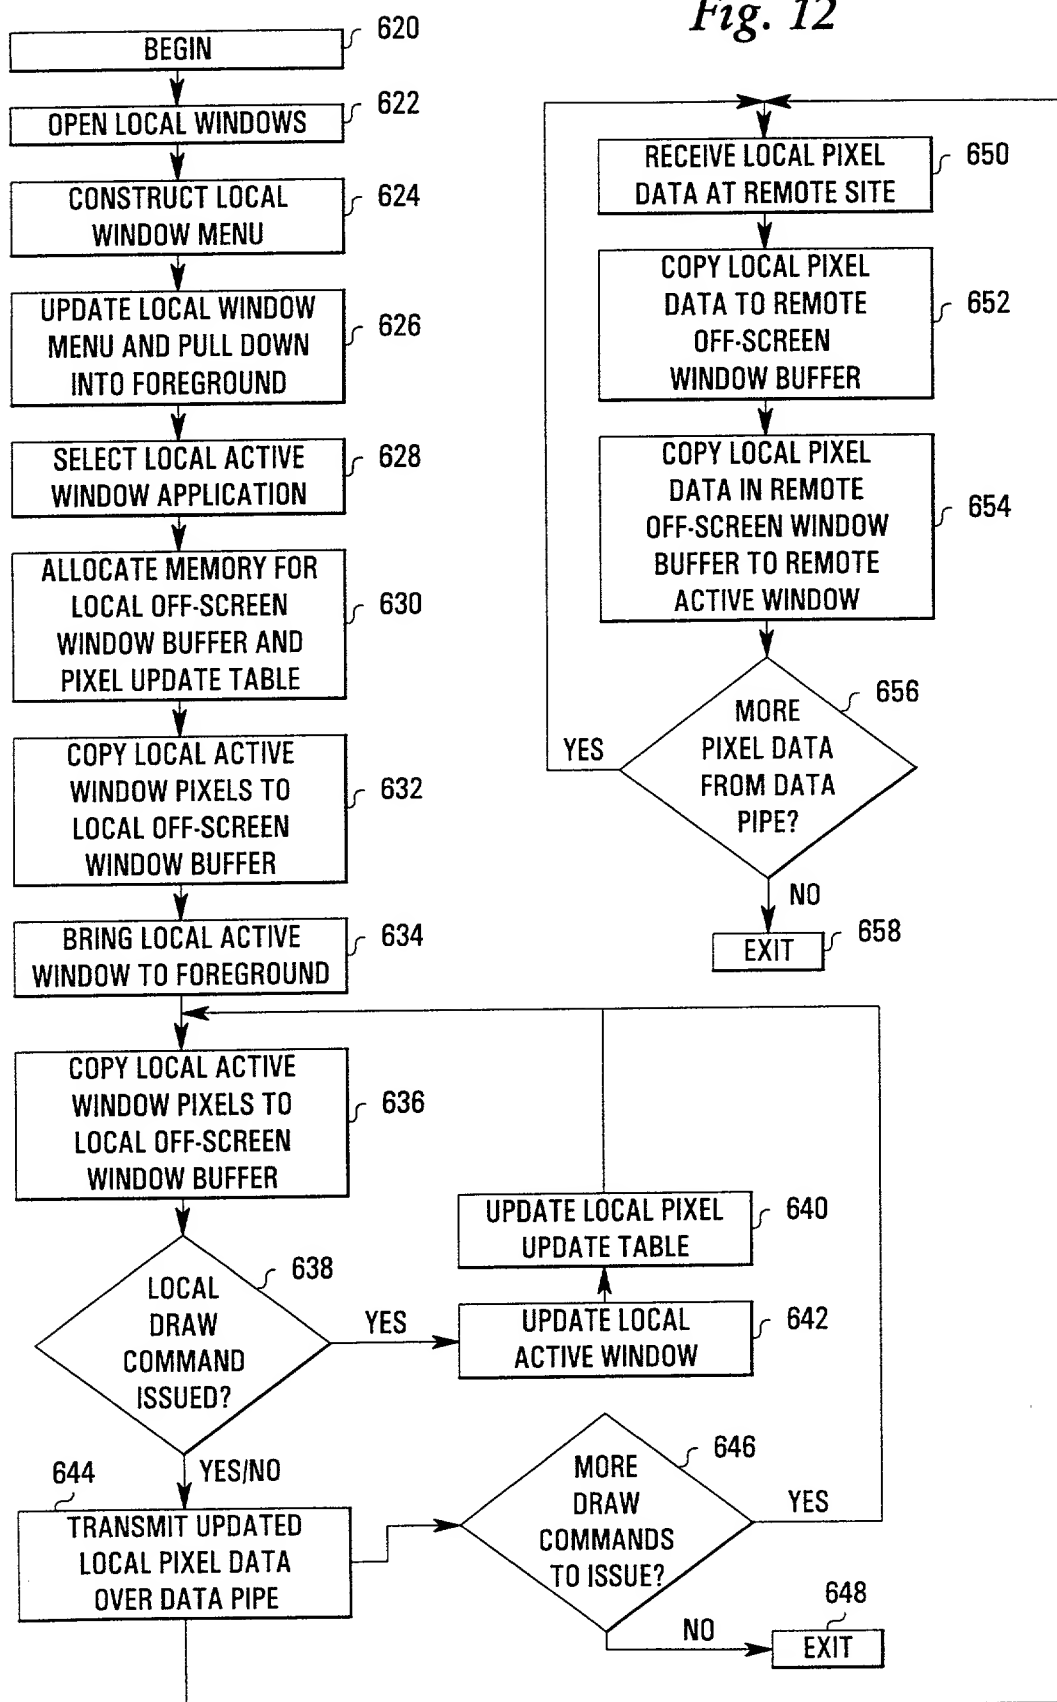 Fig. 12
BEGIN
620
OPEN LOCAL WINDOWS
622
CONSTRUCT LOCAL
WINDOW MENU
624
UPDATE LOCAL WINDOW
MENU AND PULL DOWN
INTO FOREGROUND
626
SELECT LOCAL ACTIVE
WINDOW APPLICATION
628
ALLOCATE MEMORY FOR
LOCAL OFF-SCREEN
WINDOW BUFFER AND
PIXEL UPDATE TABLE
630
COPY LOCAL ACTIVE
WINDOW PIXELS TO
LOCAL OFF-SCREEN
WINDOW BUFFER
632
BRING LOCAL ACTIVE
WINDOW TO FOREGROUND
634
COPY LOCAL ACTIVE
WINDOW PIXELS TO
LOCAL OFF-SCREEN
WINDOW BUFFER
636
LOCAL
DRAW
COMMAND
ISSUED?
638
YES
UPDATE LOCAL PIXEL
UPDATE TABLE
640
UPDATE LOCAL
ACTIVE WINDOW
642
YES/NO
644
TRANSMIT UPDATED
LOCAL PIXEL DATA
OVER DATA PIPE
MORE
DRAW
COMMANDS
TO ISSUE?
646
YES
NO
648
EXIT
RECEIVE LOCAL PIXEL
DATA AT REMOTE SITE
650
COPY LOCAL PIXEL
DATA TO REMOTE
OFF-SCREEN
WINDOW BUFFER
652
COPY LOCAL PIXEL
DATA IN REMOTE
OFF-SCREEN WINDOW
BUFFER TO REMOTE
ACTIVE WINDOW
654
MORE
PIXEL DATA
FROM DATA
PIPE?
656
YES
NO
EXIT
658